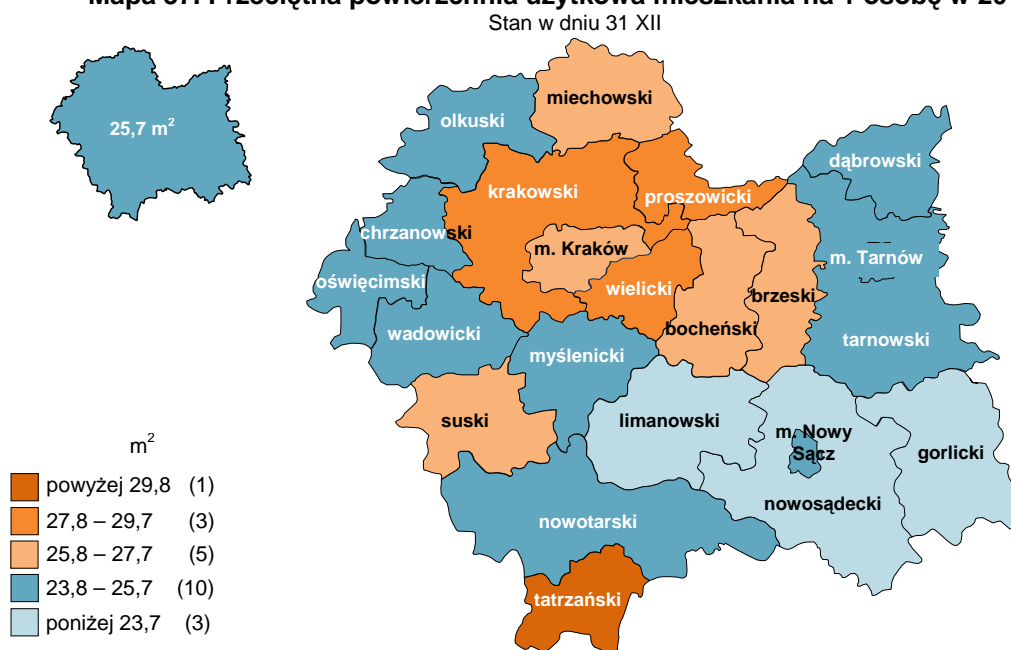 Stan w dniu 31 XII
25,7 m²
miechowski
olkuski
dąbrowski
krakowski
proszowicki
chrzanowski
m. Kraków
m. Tarnów
oświęcimski
wielicki
brzeski
bocheński
wadowicki
myślenicki
tarnowski
suski
limanowski
m. Nowy
Sącz
gorlicki
nowosądecki
nowotarski
tatrzański
m²
powyżej 29,8 (1)
27,8 – 29,7 (3)
25,8 – 27,7 (5)
23,8 – 25,7 (10)
poniżej 23,7 (3)